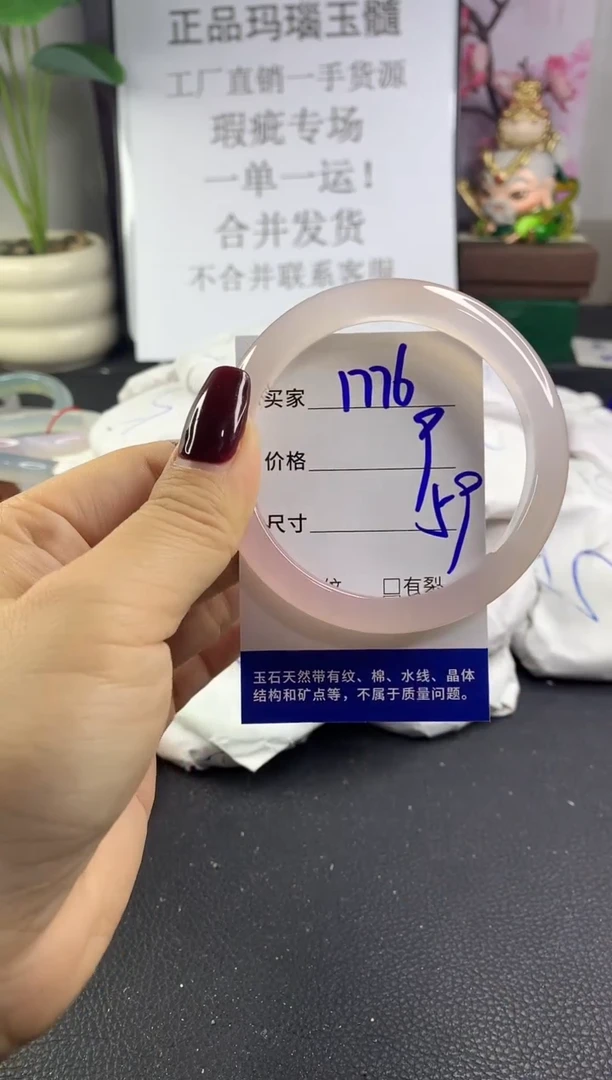 正品玛瑙玉髓
工厂直销一手货源
瑕疵专场
一单一运!
合并发货
不合并联系客服
买家 1776
价格 9
尺寸 59
纹 □有裂
玉石天然带有纹、棉、水线、晶体
结构和矿点等，不属于质量问题。